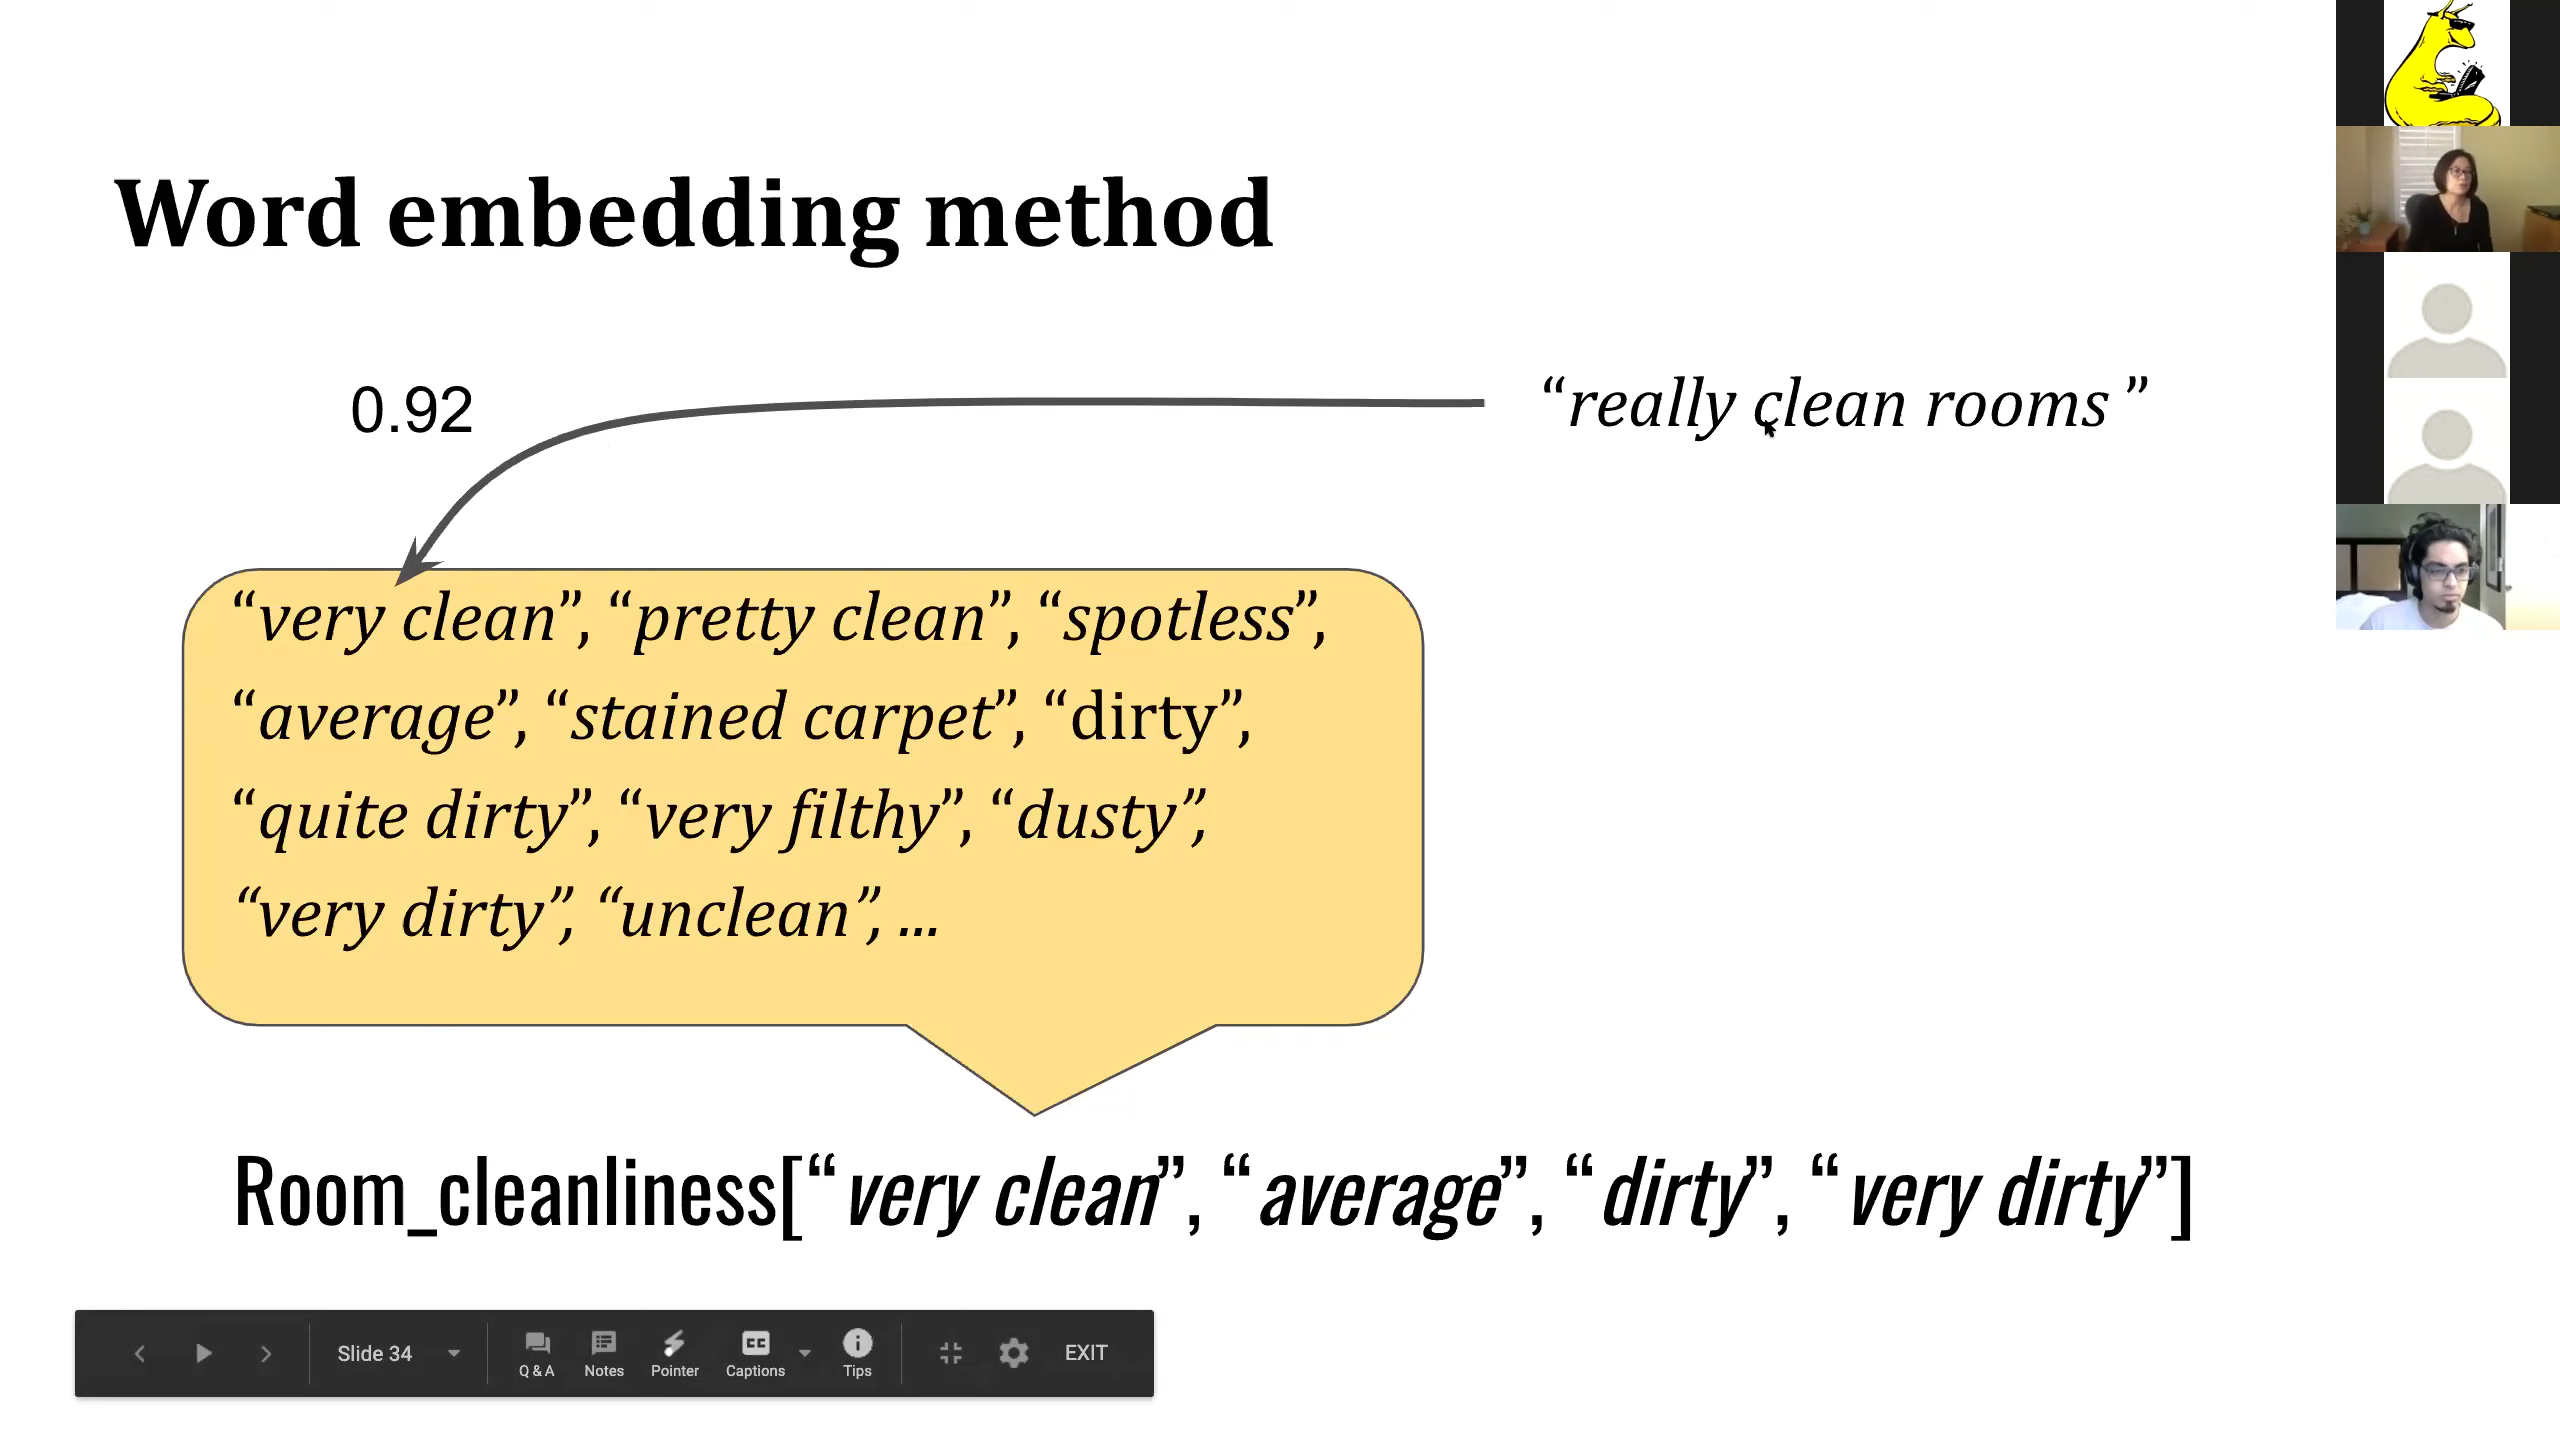 Word embedding method
0.92
“really clean rooms ”
“very clean”, “pretty clean”, “spotless”,
“average”, “stained carpet”, “dirty”,
“quite dirty”, “very filthy”, “dusty”,
“very dirty”, “unclean”, ...
Room_cleanliness[“very clean”, “average”, “dirty”, “very dirty”]
Slide 34
Q & A
Notes
Pointer
CC
Captions
Tips
EXIT